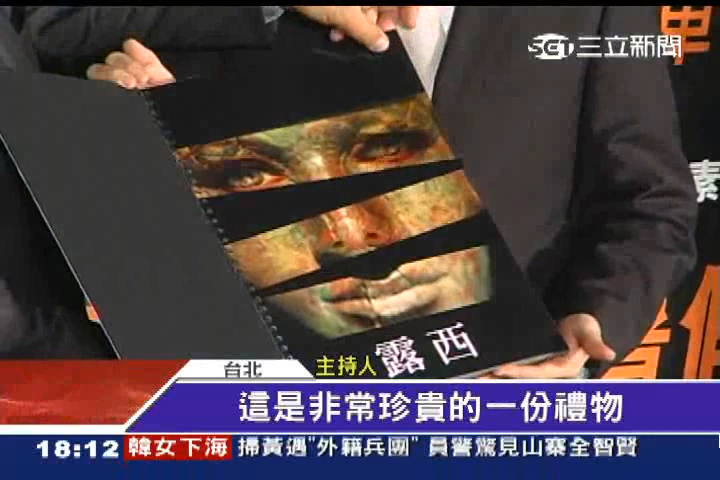 SET三立新聞
素
露西
台北
主持人
這是非常珍貴的一份禮物
18:12 韓女下海 掃黃遇"外籍兵團" 員警驚見山寨全智賢